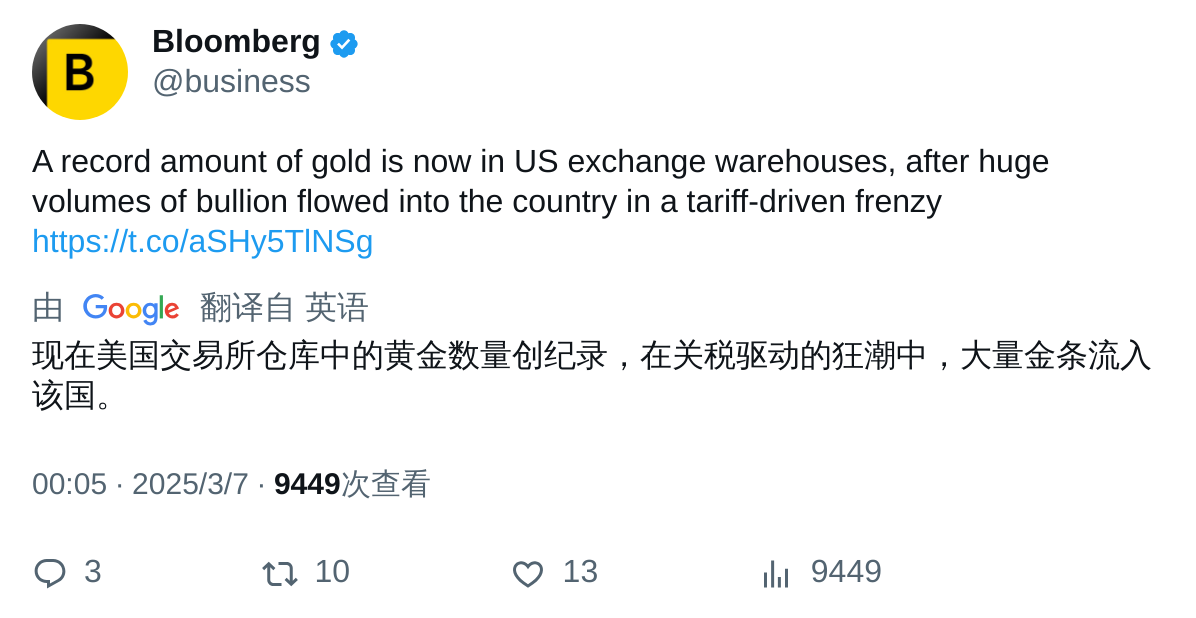 B
Bloomberg
@business
A record amount of gold is now in US exchange warehouses, after huge
volumes of bullion flowed into the country in a tariff-driven frenzy
https://t.co/aSHy5TlNSg
由 Google 翻译自 英语
现在美国交易所仓库中的黄金数量创纪录，在关税驱动的狂潮中，大量金条流入
该国。
00:05 · 2025/3/7 · 9449次查看
3 10 13 9449